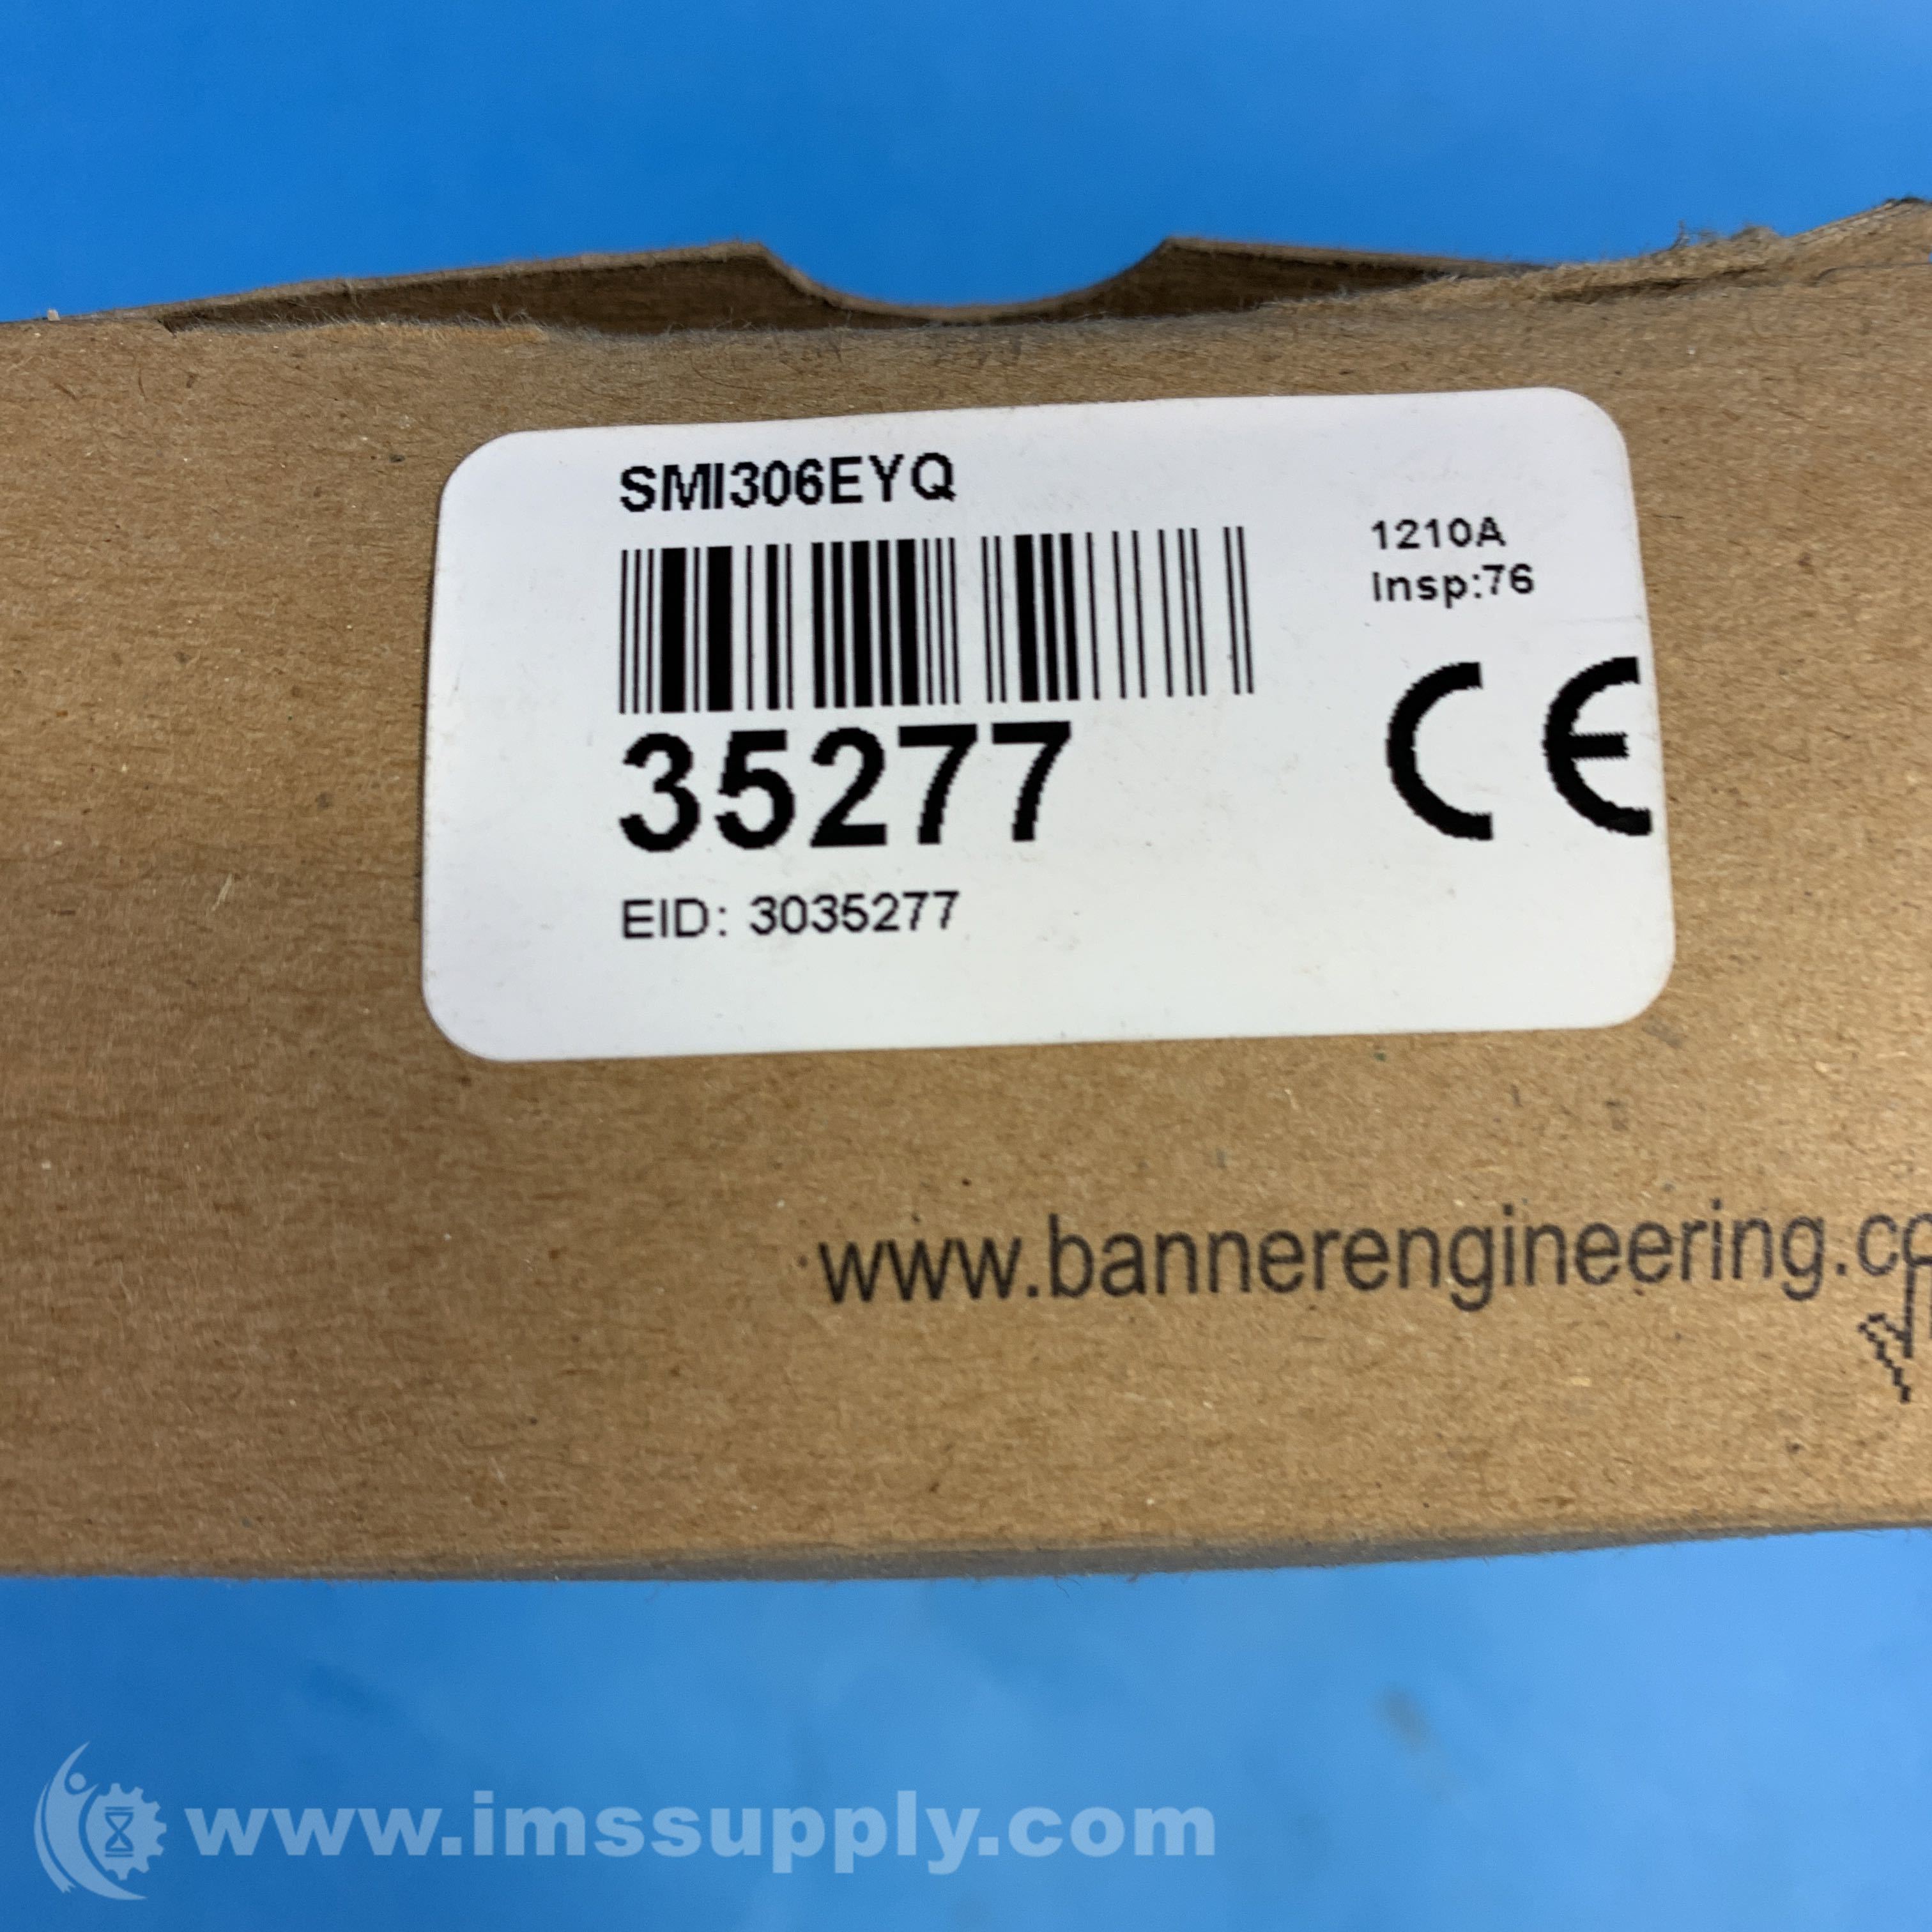 SMI306EYQ
1210A
Insp:76
35277
CE
EID: 3035277
www.bannerengineering.co
www.imssupply.com